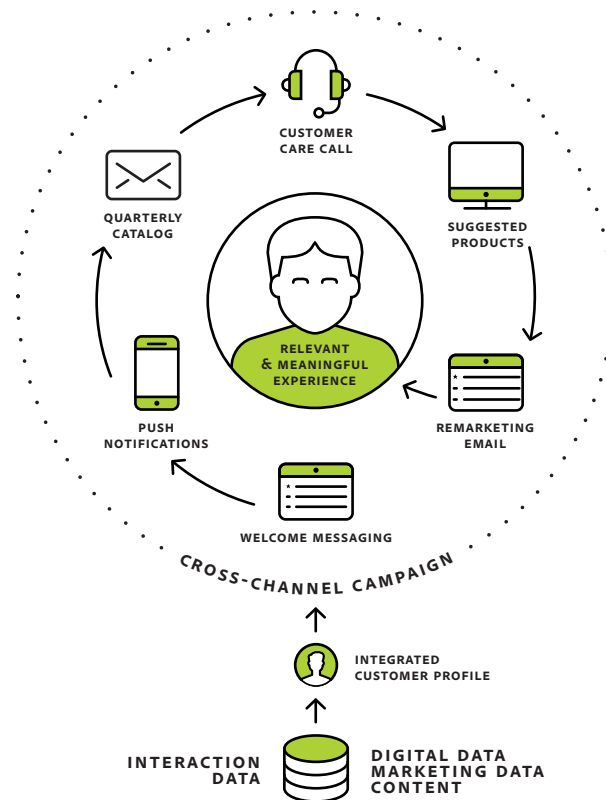 CUSTOMER
CARE CALL
QUARTERLY
CATALOG
SUGGESTED
PRODUCTS
RELEVANT
& MEANINGFUL
EXPERIENCE
PUSH
NOTIFICATIONS
REMARKETING
EMAIL
WELCOME MESSAGING
CROSS-CHANNEL CAMPAIGN
INTEGRATED
CUSTOMER PROFILE
INTERACTION
DATA
DIGITAL DATA
MARKETING DATA
CONTENT